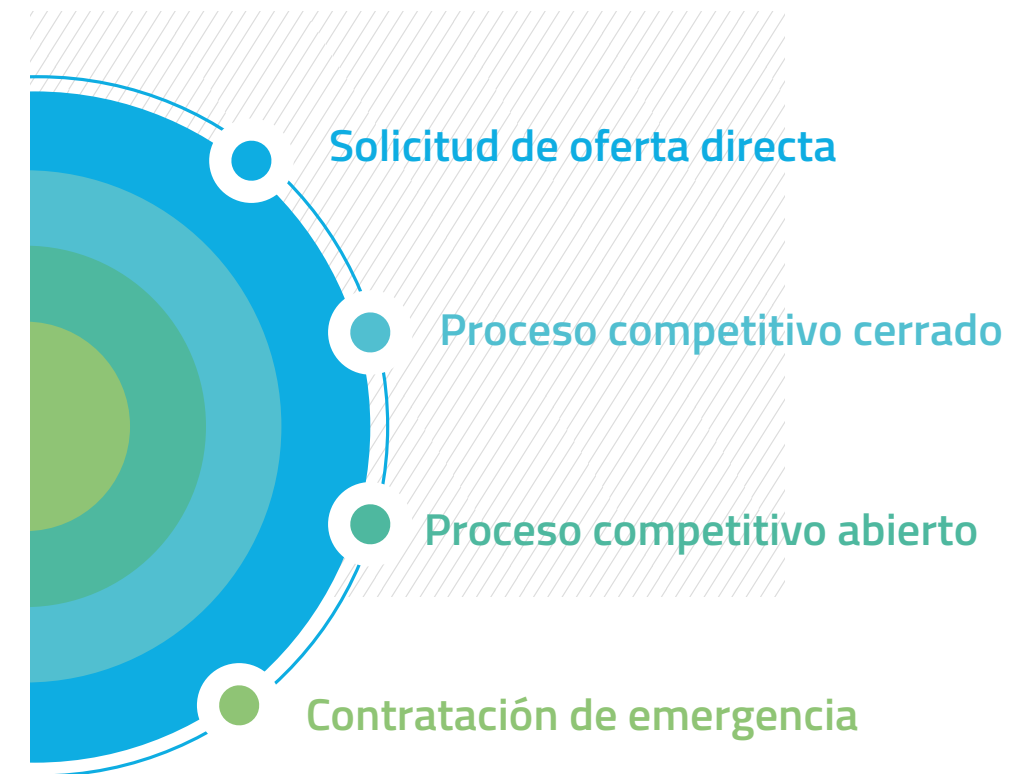 Solicitud de oferta directa
Proceso competitivo cerrado
Proceso competitivo abierto
Contratación de emergencia